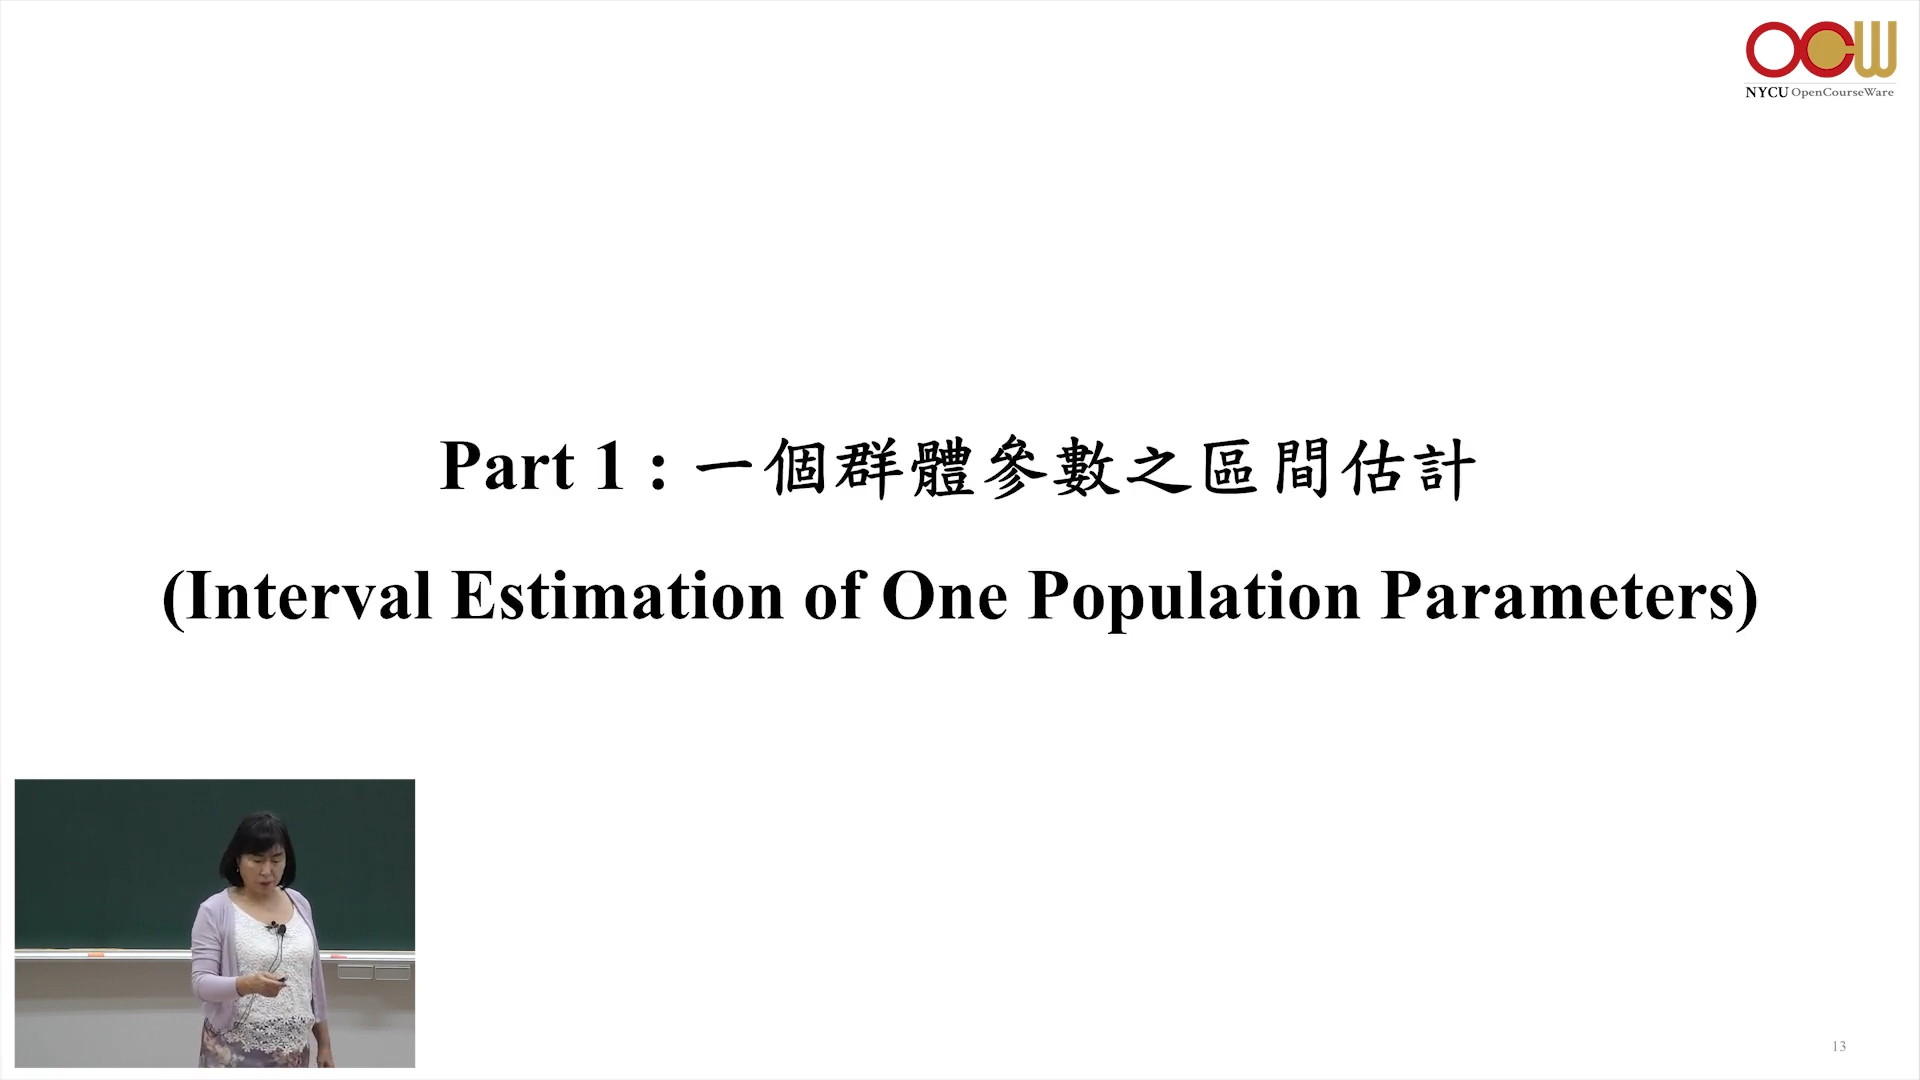 OCW
NYCU OpenCourseWare
Part 1 : 一個群體參數之區間估計
(Interval Estimation of One Population Parameters)
13